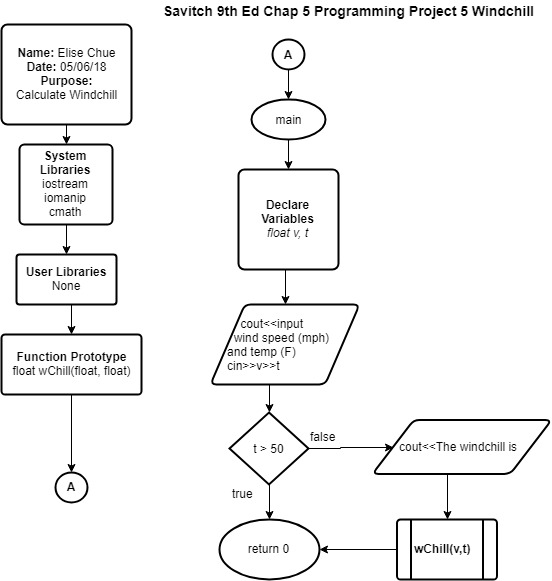 Savitch 9th Ed Chap 5 Programming Project 5 Windchill
Name: Elise Chue
Date: 05/06/18
Purpose:
Calculate Windchill
System
Libraries
iostream
iomanip
cmath
User Libraries
None
Function Prototype
float wChill(float, float)
A
A
main
Declare
Variables
float v, t
cout<<input
wind speed (mph)
and temp (F)
cin>>v>>t
t > 50
false
true
cout<<The windchill is
wChill(v,t)
return 0